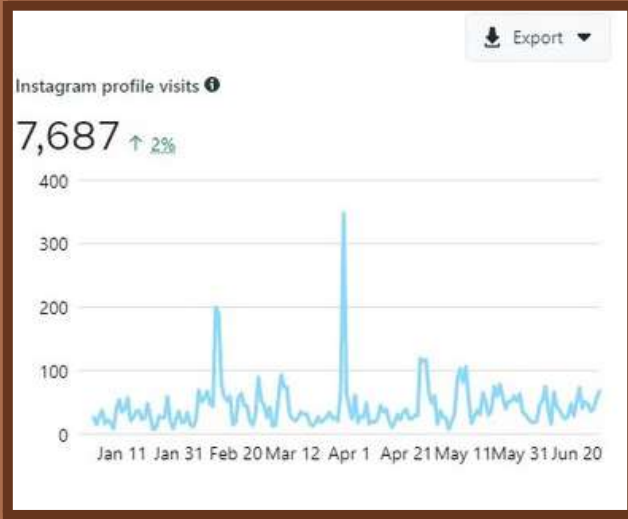 Export
Instagram profile visits
7,687 ↑ 2%
400
300
200
100
0
Jan 11 Jan 31 Feb 20 Mar 12 Apr 1 Apr 21 May 11 May 31 Jun 20